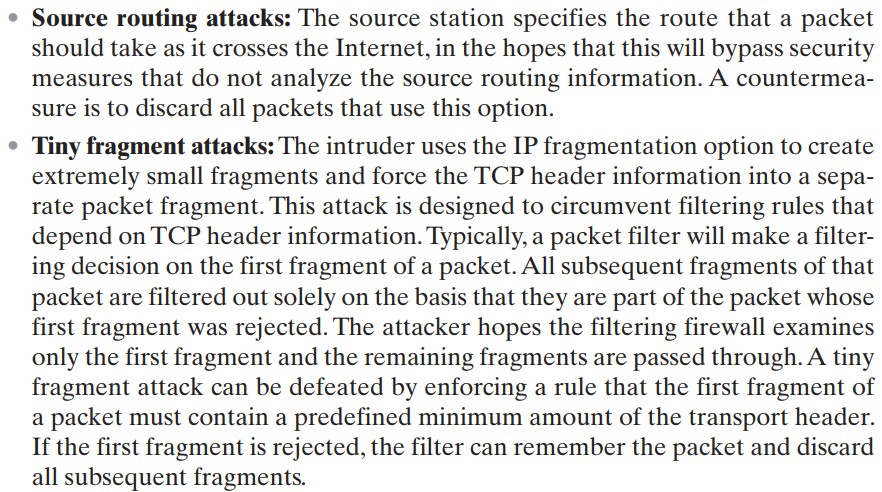 • Source routing attacks: The source station specifies the route that a packet
should take as it crosses the Internet, in the hopes that this will bypass security
measures that do not analyze the source routing information. A countermea-
sure is to discard all packets that use this option.
• Tiny fragment attacks: The intruder uses the IP fragmentation option to create
extremely small fragments and force the TCP header information into a sepa-
rate packet fragment. This attack is designed to circumvent filtering rules that
depend on TCP header information. Typically, a packet filter will make a filter-
ing decision on the first fragment of a packet. All subsequent fragments of that
packet are filtered out solely on the basis that they are part of the packet whose
first fragment was rejected. The attacker hopes the filtering firewall examines
only the first fragment and the remaining fragments are passed through. A tiny
fragment attack can be defeated by enforcing a rule that the first fragment of
a packet must contain a predefined minimum amount of the transport header.
If the first fragment is rejected, the filter can remember the packet and discard
all subsequent fragments.